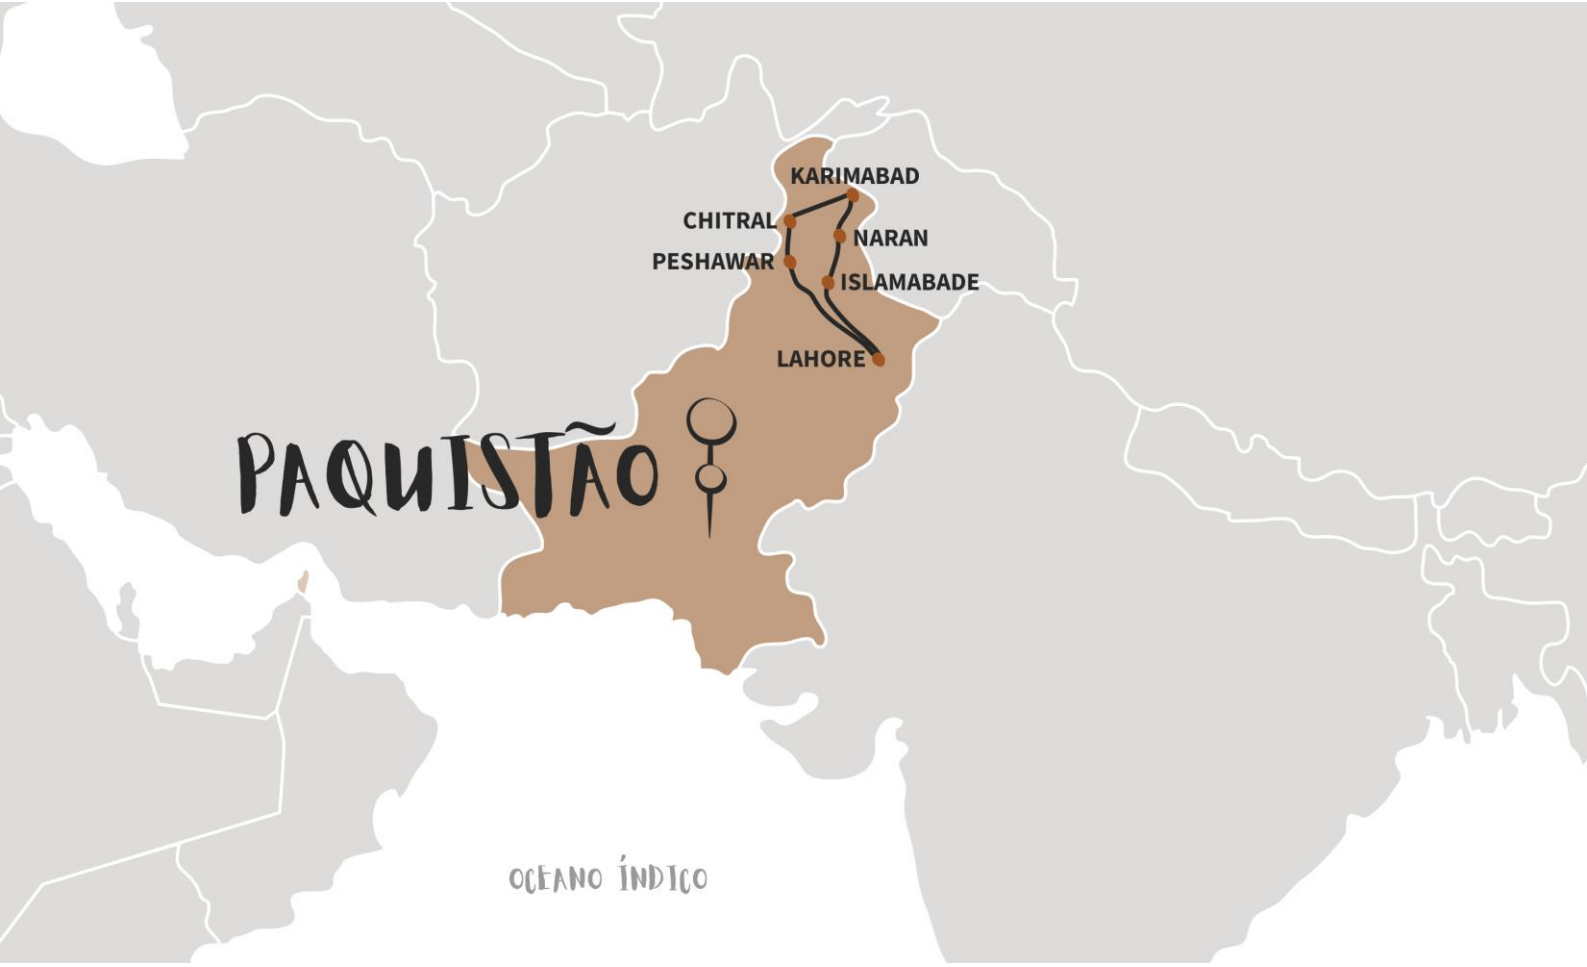 KARIMABAD
CHITRAL
NARAN
PESHAWAR
ISLAMABADE
LAHORE
PAQUISTÃO
OCEANO ÍNDICO